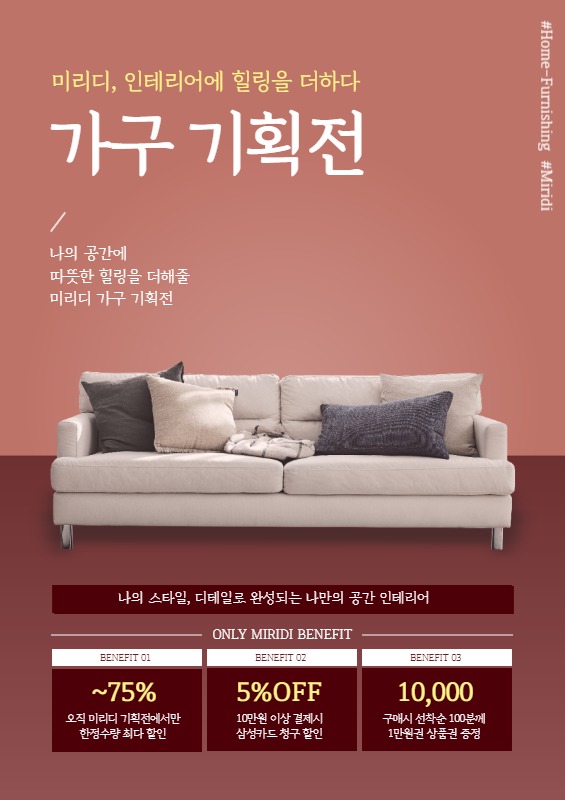 #Home-Furnishing #Miridi
미리디, 인테리어에 힐링을 더하다
가구 기획전
나의 공간에
따뜻한 힐링을 더해줄
미리디 가구 기획전
나의 스타일, 디테일로 완성되는 나만의 공간 인테리어
ONLY MIRIDI BENEFIT
BENEFIT 01
~75%
오직 미리디 기획전에서만
한정수량 최다 할인
BENEFIT 02
5%OFF
10만원 이상 결제시
삼성카드 청구 할인
BENEFIT 03
10,000
구매시 선착순 100분께
1만원권 상품권 증정